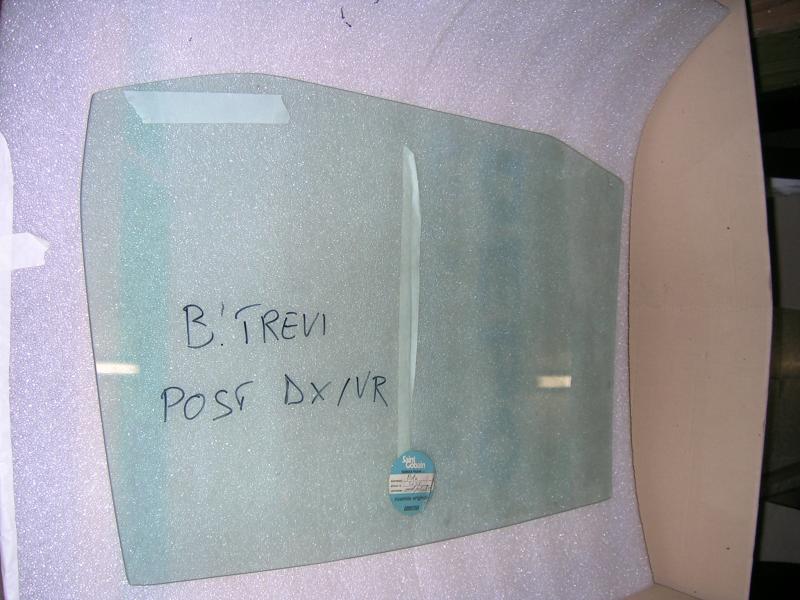 B! TREVI
POST DX/VR
Saint
Gobain